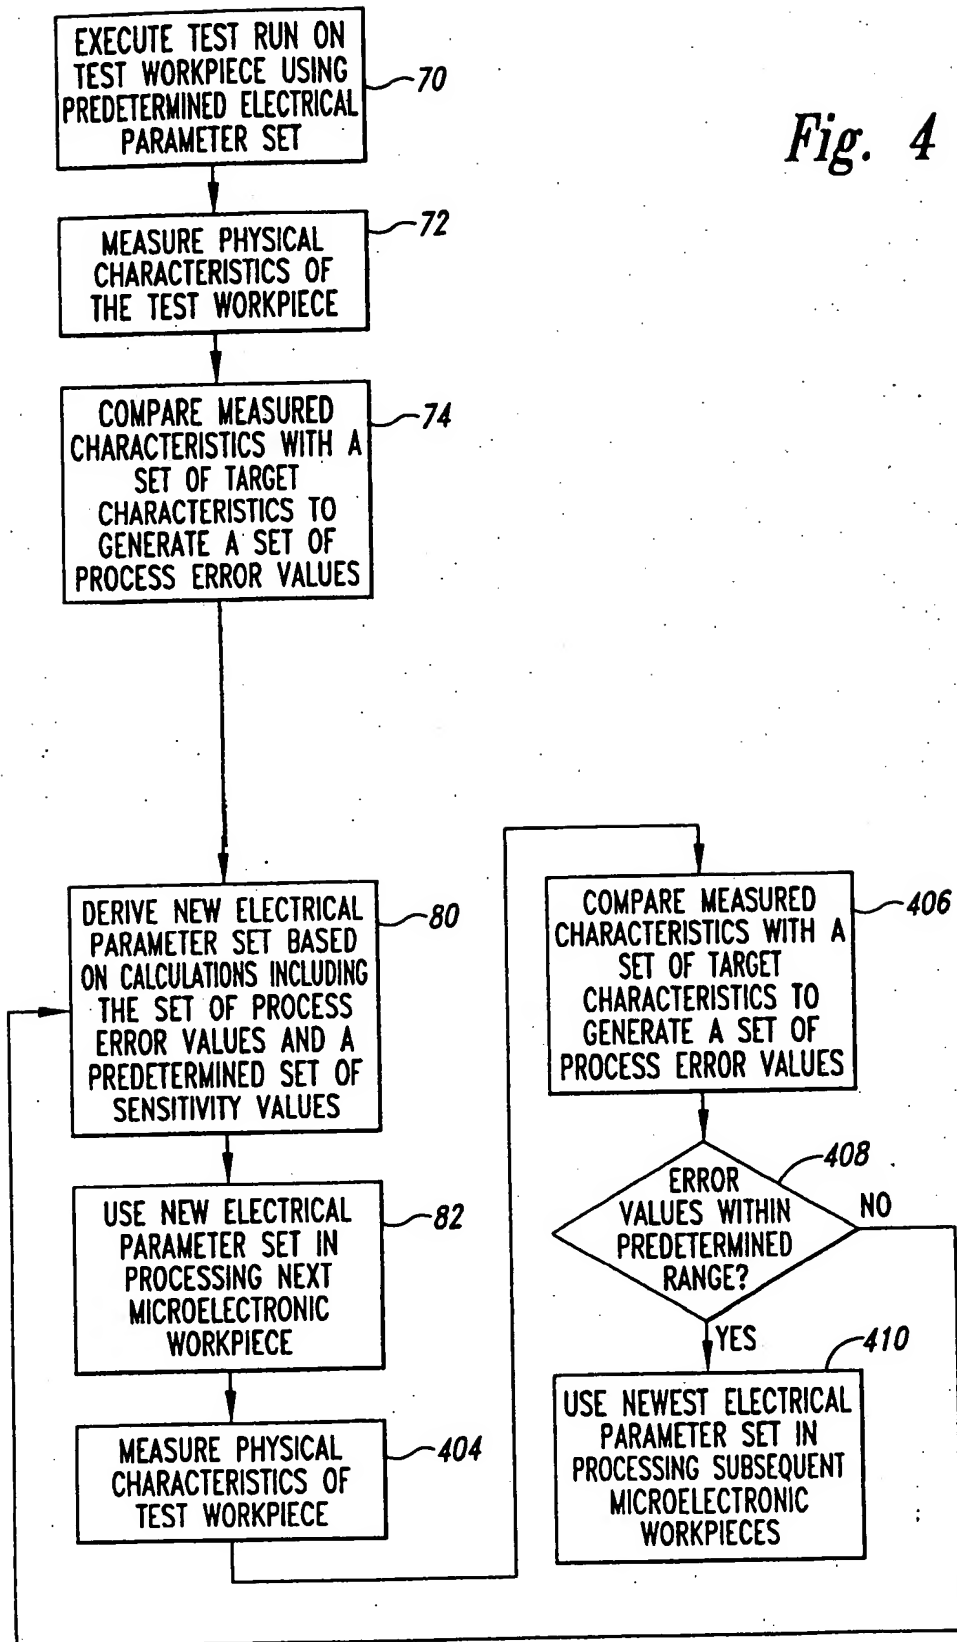 Fig. 4
EXECUTE TEST RUN ON
TEST WORKPIECE USING
PREDETERMINED ELECTRICAL
PARAMETER SET
70
MEASURE PHYSICAL
CHARACTERISTICS OF
THE TEST WORKPIECE
72
COMPARE MEASURED
CHARACTERISTICS WITH A
SET OF TARGET
CHARACTERISTICS TO
GENERATE A SET OF
PROCESS ERROR VALUES
74
DERIVE NEW ELECTRICAL
PARAMETER SET BASED
ON CALCULATIONS INCLUDING
THE SET OF PROCESS
ERROR VALUES AND A
PREDETERMINED SET OF
SENSITIVITY VALUES
80
USE NEW ELECTRICAL
PARAMETER SET IN
PROCESSING NEXT
MICROELECTRONIC
WORKPIECE
82
MEASURE PHYSICAL
CHARACTERISTICS OF
TEST WORKPIECE
404
COMPARE MEASURED
CHARACTERISTICS WITH A
SET OF TARGET
CHARACTERISTICS TO
GENERATE A SET OF
PROCESS ERROR VALUES
406
ERROR
VALUES WITHIN
PREDETERMINED
RANGE?
408
NO
YES
USE NEWEST ELECTRICAL
PARAMETER SET IN
PROCESSING SUBSEQUENT
MICROELECTRONIC
WORKPIECES
410